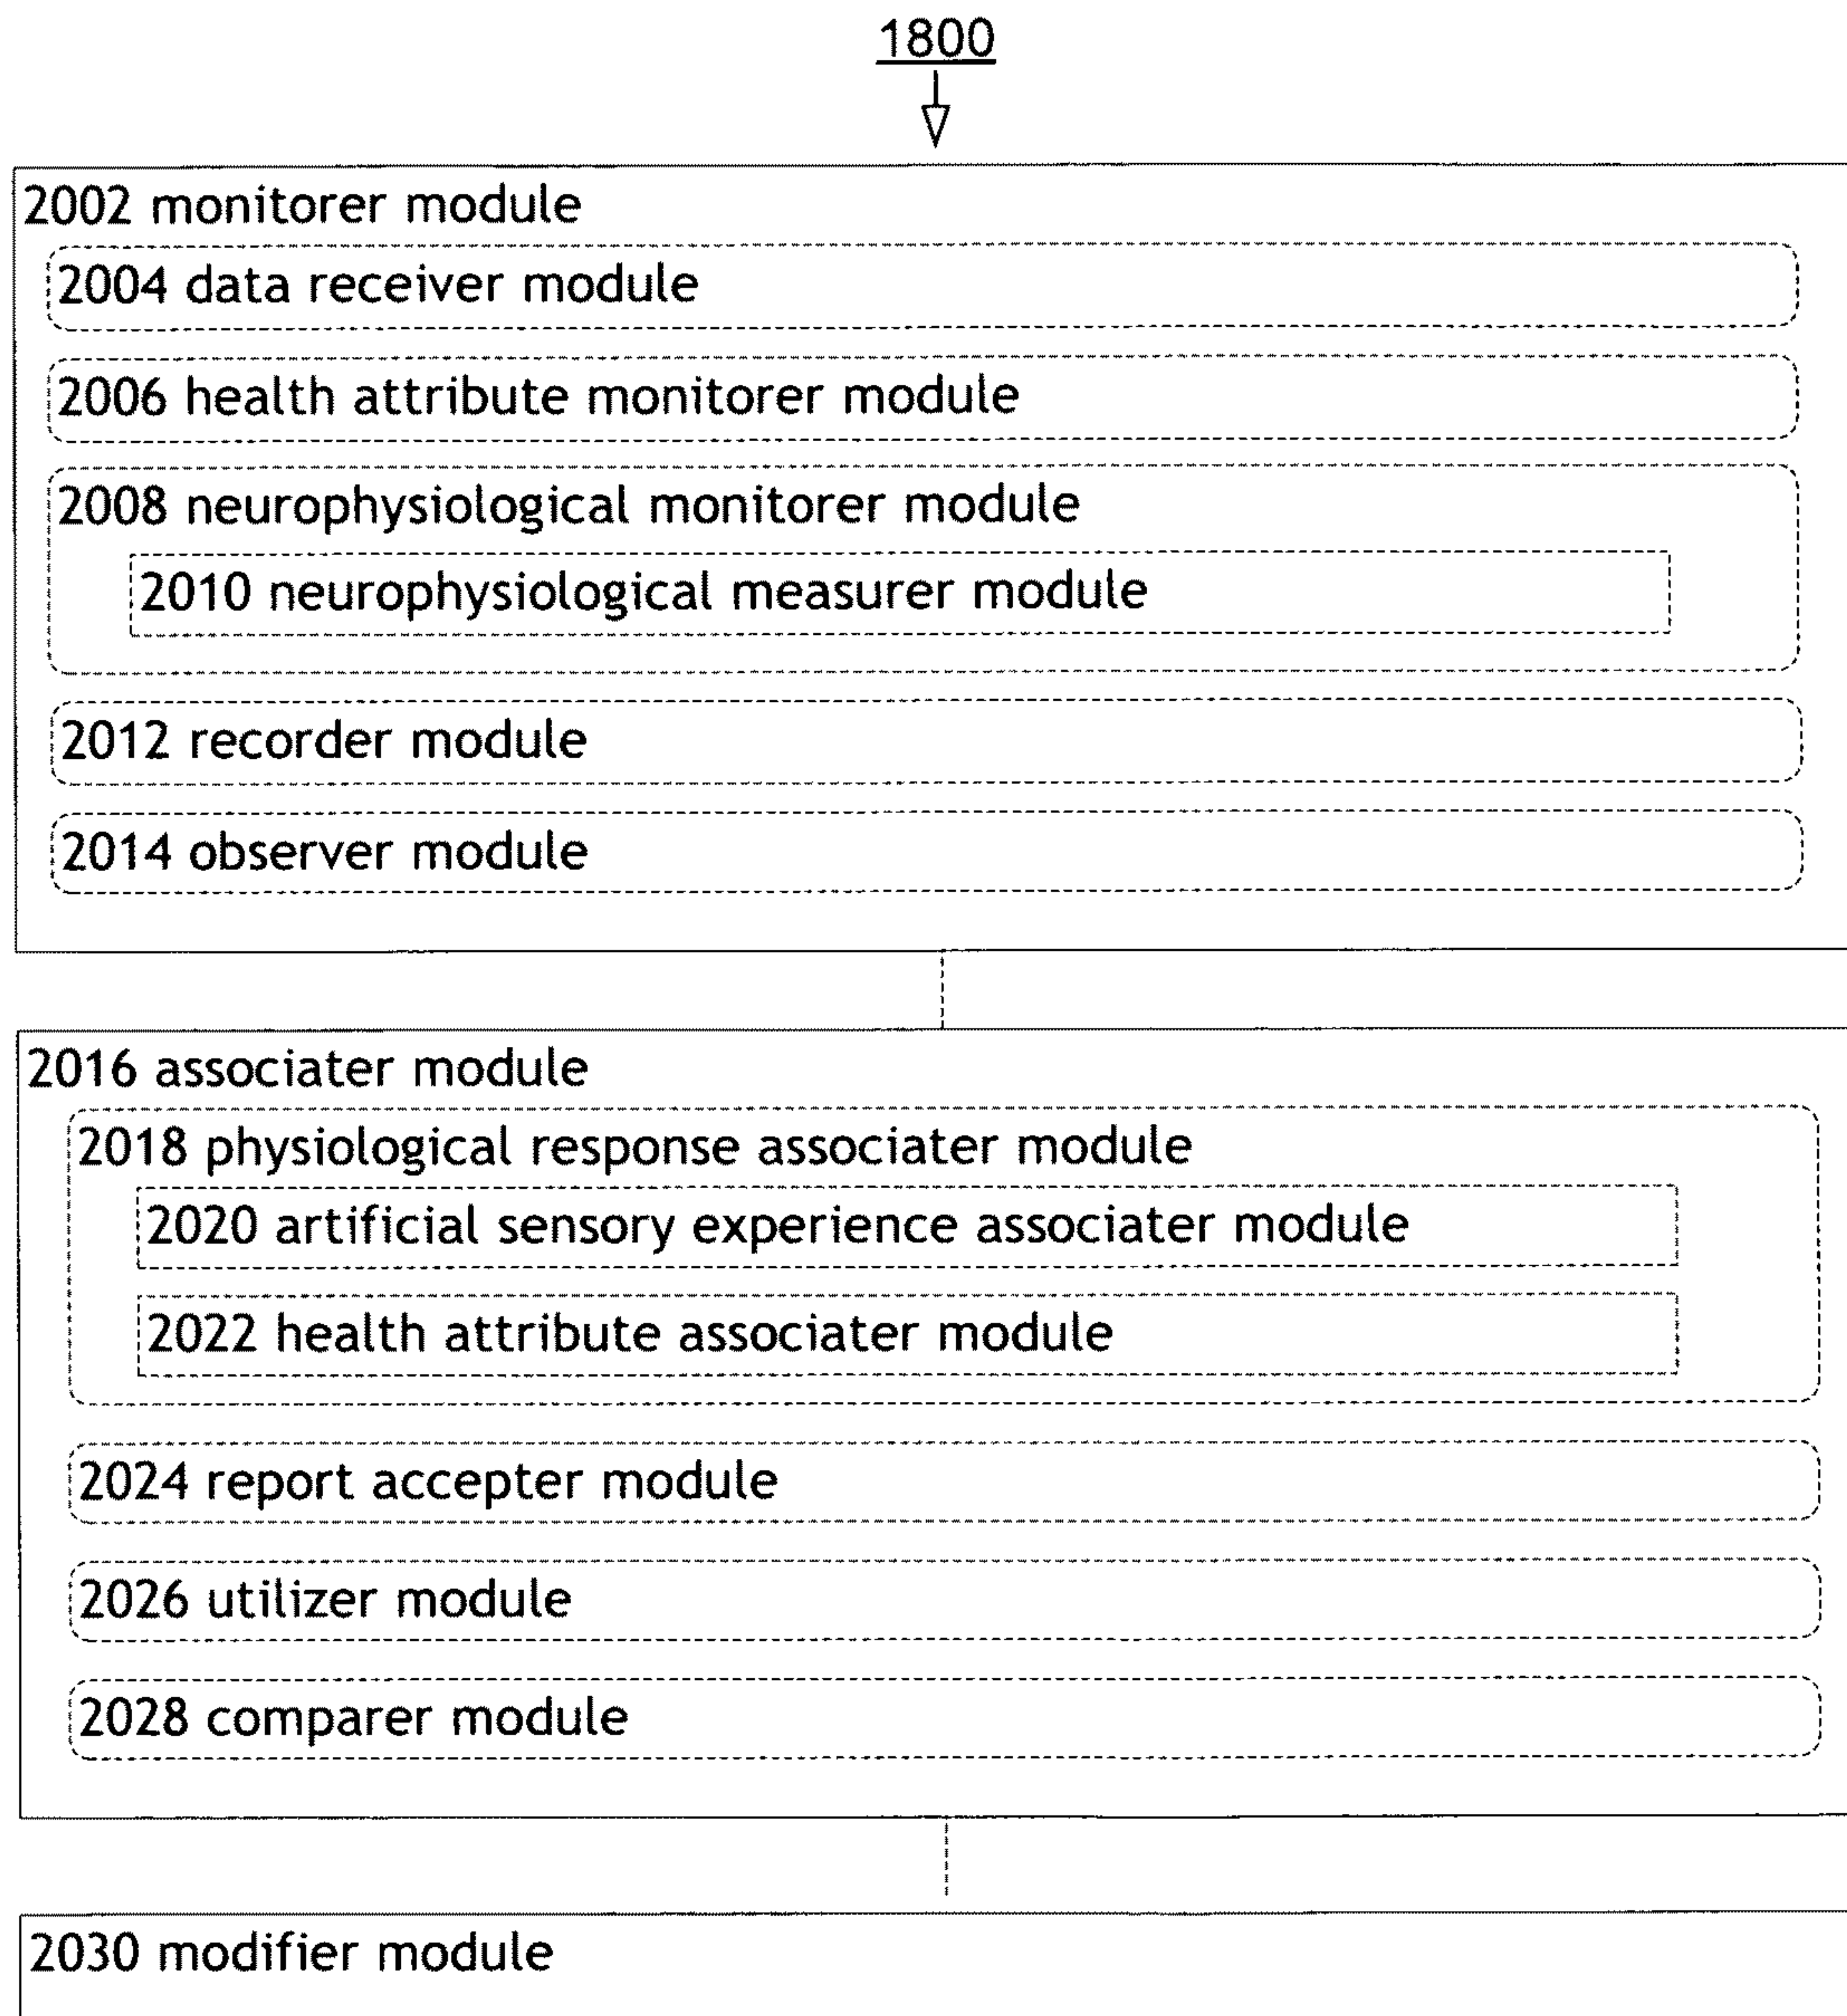 1800
2002 monitorer module
2004 data receiver module
2006 health attribute monitorer module
2008 neurophysiological monitorer module
2010 neurophysiological measurer module
2012 recorder module
2014 observer module
2016 associater module
2018 physiological response associater module
2020 artificial sensory experience associater module
2022 health attribute associater module
2024 report accepter module
2026 utilizer module
2028 comparer module
2030 modifier module